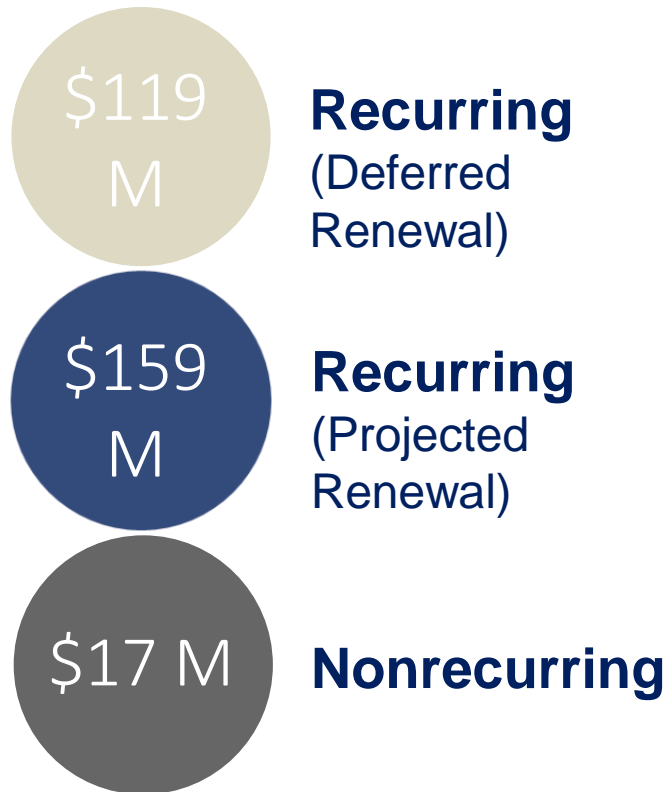 $119
M
Recurring
(Deferred
Renewal)
$159
M
Recurring
(Projected
Renewal)
$17 M
Nonrecurring